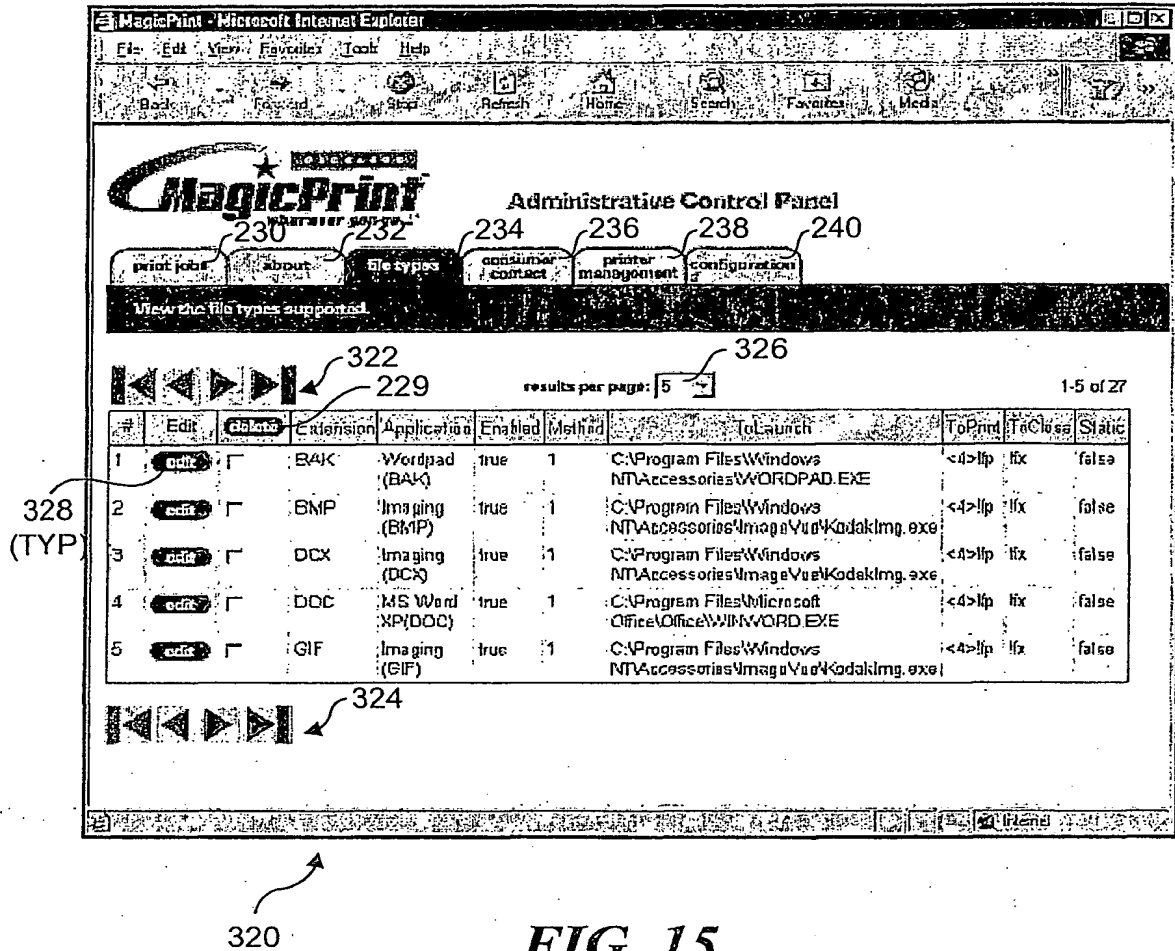 MagicPrint - Microsoft Internet Explorer
File Edit View Favorites Tools Help
Back Forward Stop Refresh Home Search Favorites Media
MagicPrint
wherever you go...™
Administrative Control Panel
230 232 234 236 238 240
print jobs about file types consumer contact printer management configuration
View the file types supported.
322 326
229 results per page: 5 1-5 of 27
# Edit delete Extension Application Enabled Method ToLaunch ToPrint ToClose Static
1 edit BAK Wordpad (BAK) true 1 C:\Program Files\Windows NT\Accessories\WORDPAD.EXE <4>!fp !fx false
2 edit BMP Imaging (BMP) true 1 C:\Program Files\Windows NT\Accessories\ImageVue\KodakImg.exe <4>!fp !fx false
3 edit DCX Imaging (DCX) true 1 C:\Program Files\Windows NT\Accessories\ImageVue\KodakImg.exe <4>!fp !fx false
4 edit DOC MS Word XP(DOC) true 1 C:\Program Files\Microsoft Office\Office\WINWORD.EXE <4>!fp !fx false
5 edit GIF Imaging (GIF) true 1 C:\Program Files\Windows NT\Accessories\ImageVue\KodakImg.exe <4>!fp !fx false
328
(TYP)
324
Internet
320
FIG. 15